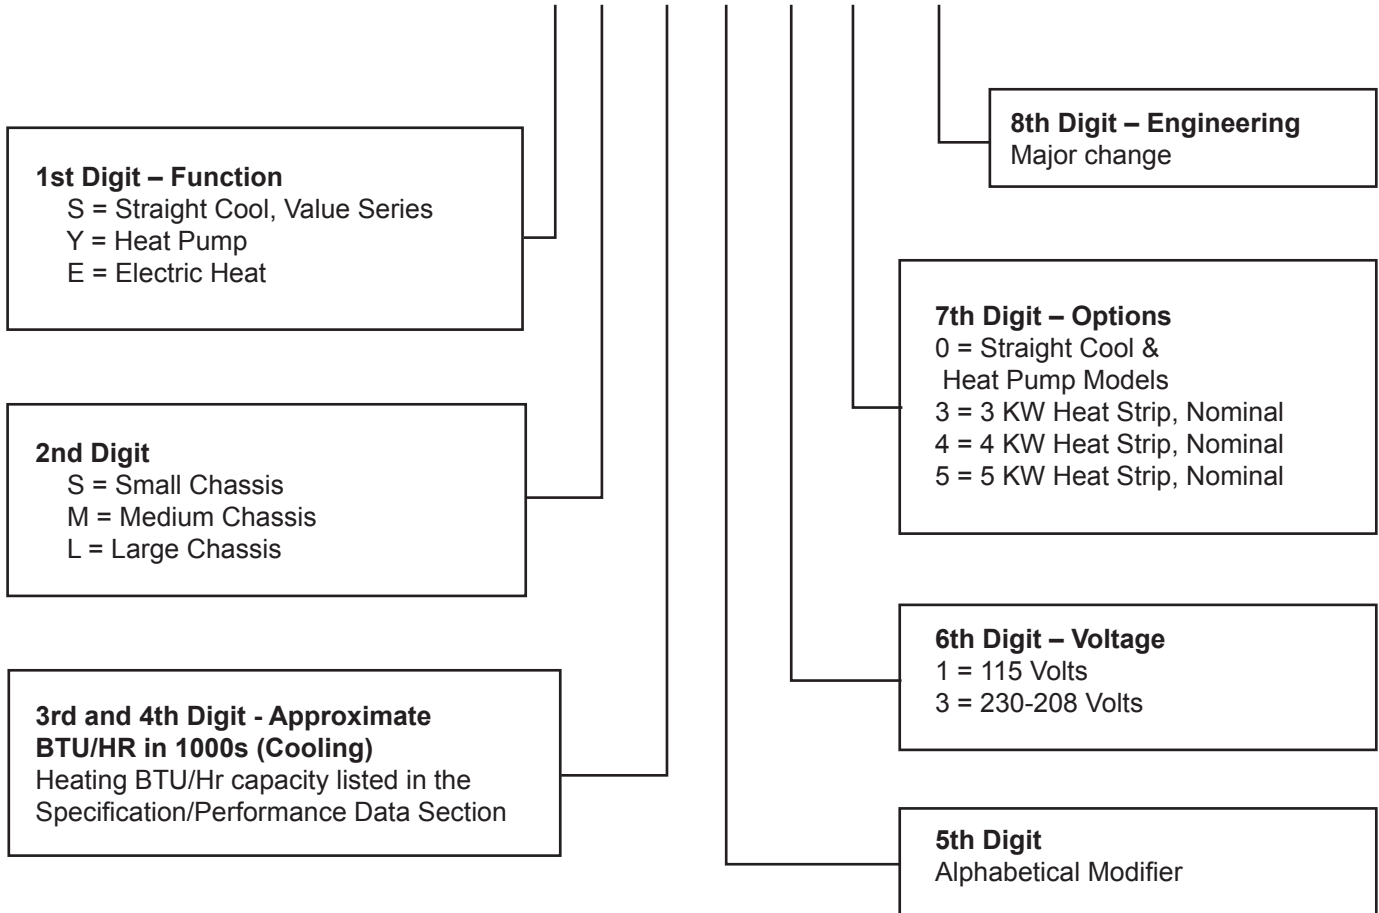 1st Digit – Function
S = Straight Cool, Value Series
Y = Heat Pump
E = Electric Heat
2nd Digit
S = Small Chassis
M = Medium Chassis
L = Large Chassis
3rd and 4th Digit - Approximate
BTU/HR in 1000s (Cooling)
Heating BTU/Hr capacity listed in the
Specification/Performance Data Section
8th Digit – Engineering
Major change
7th Digit – Options
0 = Straight Cool &
Heat Pump Models
3 = 3 KW Heat Strip, Nominal
4 = 4 KW Heat Strip, Nominal
5 = 5 KW Heat Strip, Nominal
6th Digit – Voltage
1 = 115 Volts
3 = 230-208 Volts
5th Digit
Alphabetical Modifier